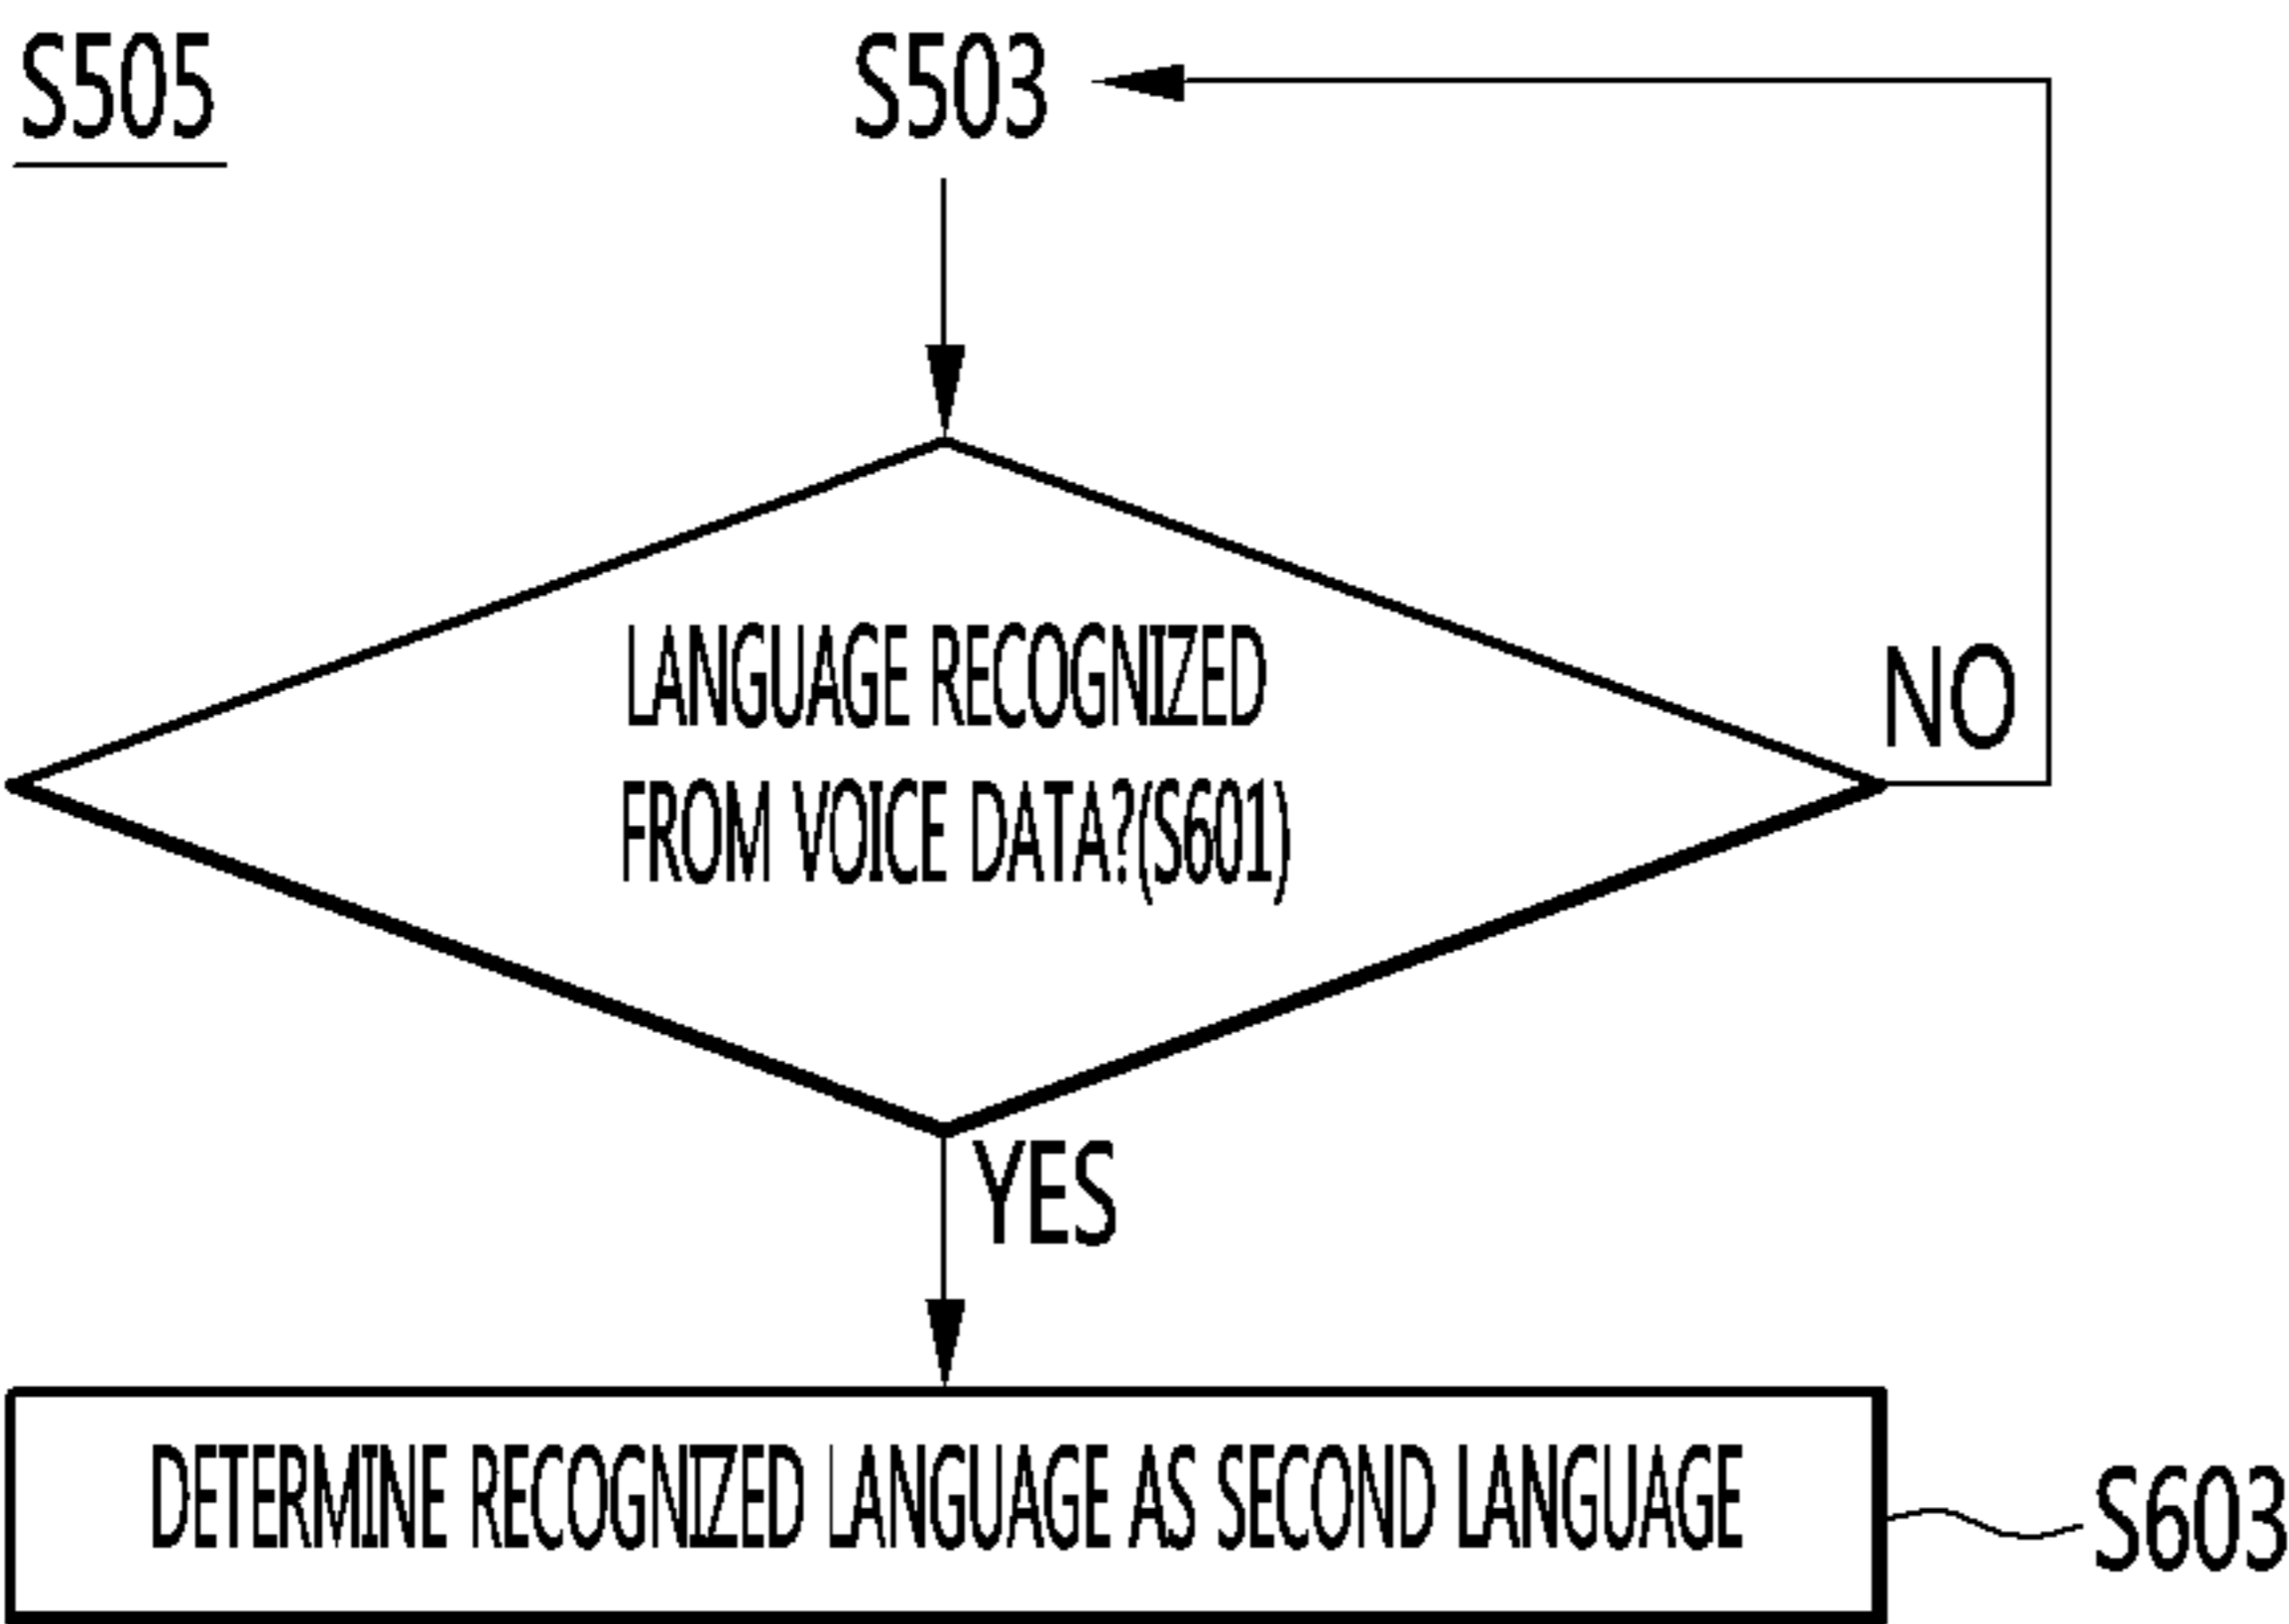 S505
S503
LANGUAGE RECOGNIZED
FROM VOICE DATA?(S601)
NO
YES
DETERMINE RECOGNIZED LANGUAGE AS SECOND LANGUAGE
S603